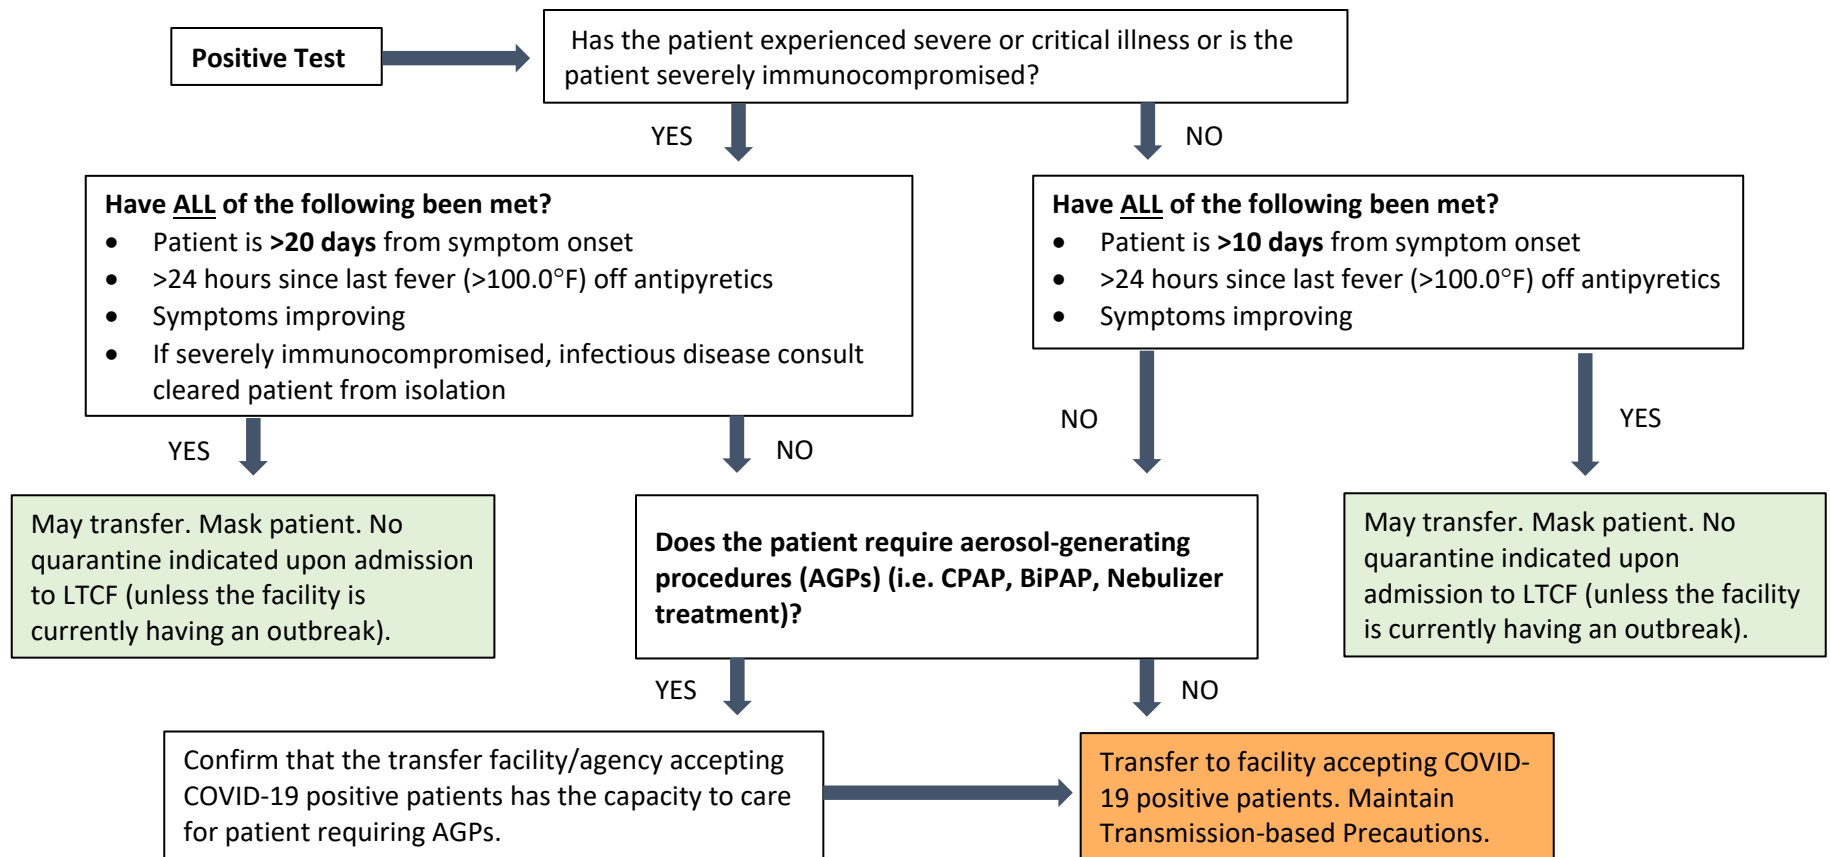 Positive Test
Has the patient experienced severe or critical illness or is the
patient severely immunocompromised?
YES
NO
Have ALL of the following been met?
• Patient is >20 days from symptom onset
• >24 hours since last fever (>100.0°F) off antipyretics
• Symptoms improving
• If severely immunocompromised, infectious disease consult
cleared patient from isolation
Have ALL of the following been met?
• Patient is >10 days from symptom onset
• >24 hours since last fever (>100.0°F) off antipyretics
• Symptoms improving
YES
NO
NO
YES
May transfer. Mask patient. No
quarantine indicated upon admission
to LTCF (unless the facility is
currently having an outbreak).
Does the patient require aerosol-generating
procedures (AGPs) (i.e. CPAP, BiPAP, Nebulizer
treatment)?
May transfer. Mask patient. No
quarantine indicated upon
admission to LTCF (unless the facility
is currently having an outbreak).
YES
NO
Confirm that the transfer facility/agency accepting
COVID-19 positive patients has the capacity to care
for patient requiring AGPs.
Transfer to facility accepting COVID-
19 positive patients. Maintain
Transmission-based Precautions.